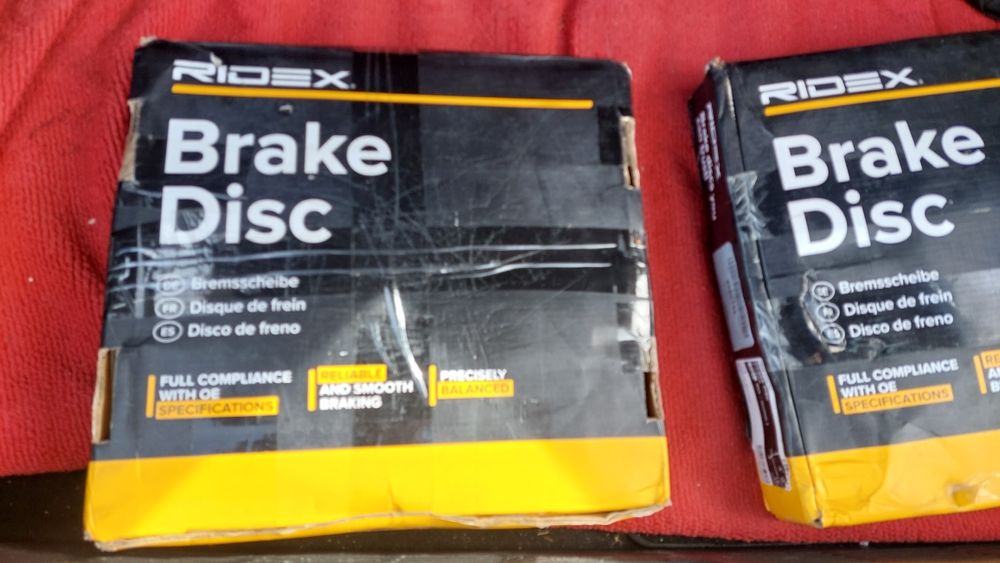 RIDEX
Brake
Disc
DE Bremsscheibe
FR Disque de frein
ES Disco de freno
FULL COMPLIANCE
WITH OE
SPECIFICATIONS
RELIABLE
AND SMOOTH
BRAKING
PRECISELY
BALANCED
RIDEX
Brake
Disc
Bremsscheibe
Disque de frein
Disco de freno
FULL COMPLIANCE
WITH OE
SPECIFICATIONS
RIDEX